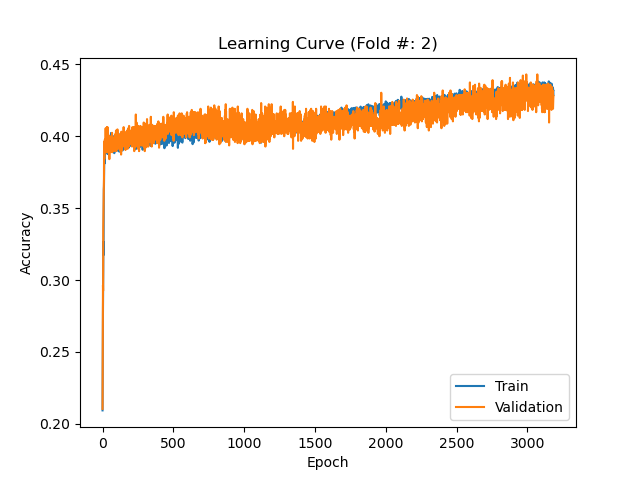 Learning Curve (Fold #: 2)
0.45
0.40
0.35
0.30
0.25
0.20
Accuracy
Train
Validation
0 500 1000 1500 2000 2500 3000
Epoch